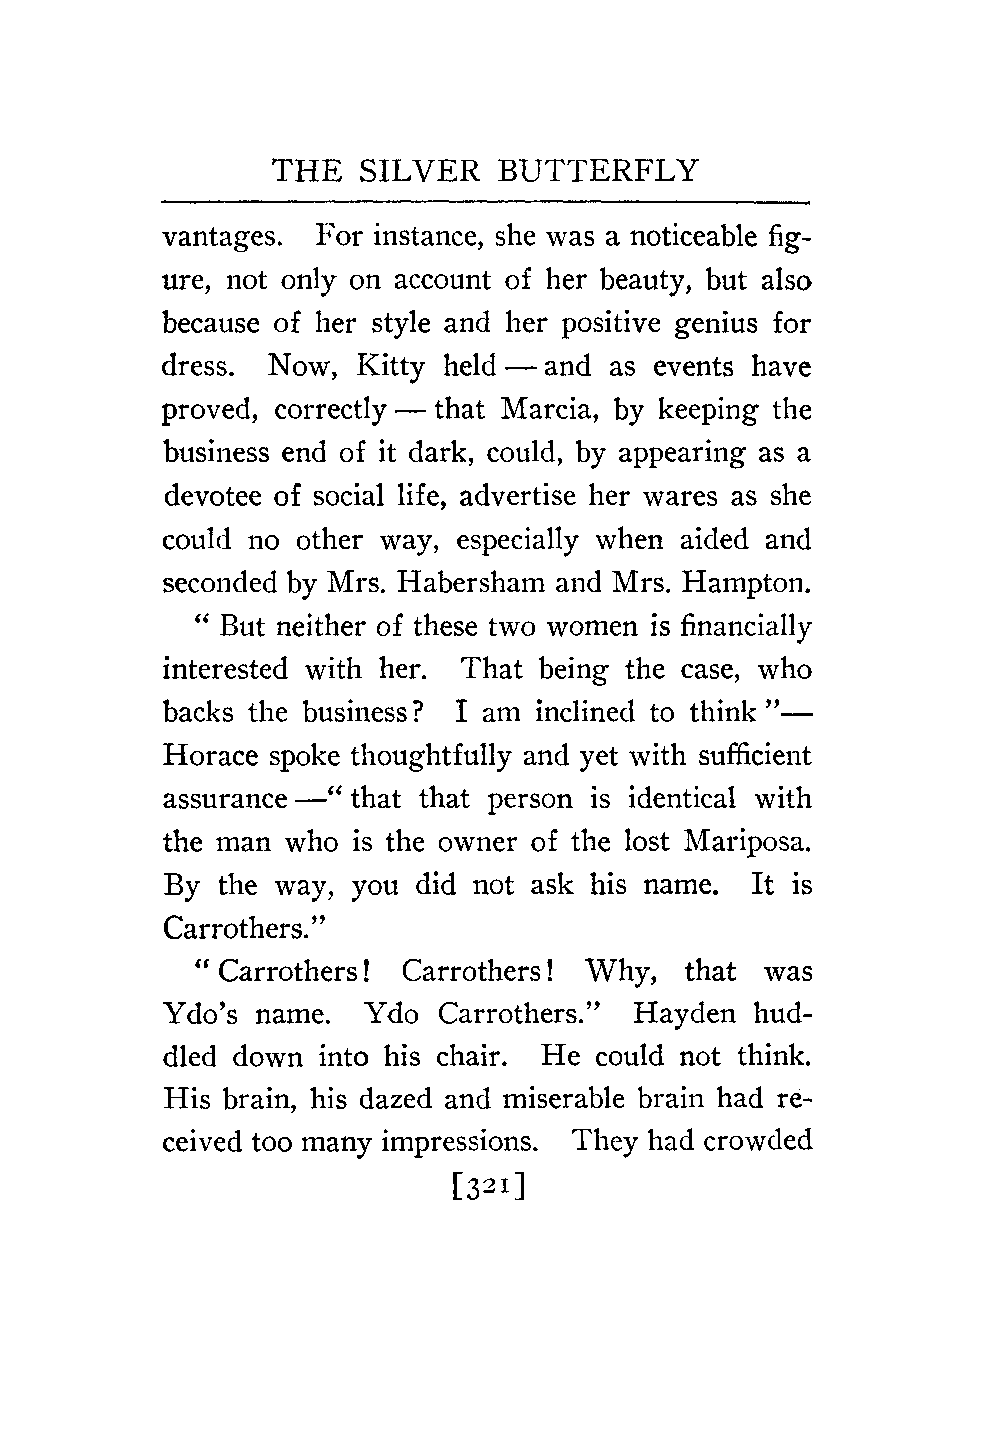 THE SILVER BUTTERFLY
vantages. For instance, she was a noticeable fig-
ure, not only on account of her beauty, but also
because of her style and her positive genius for
dress. Now, Kitty held — and as events have
proved, correctly — that Marcia, by keeping the
business end of it dark, could, by appearing as a
devotee of social life, advertise her wares as she
could no other way, especially when aided and
seconded by Mrs. Habersham and Mrs. Hampton.
“ But neither of these two women is financially
interested with her. That being the case, who
backs the business? I am inclined to think ”—
Horace spoke thoughtfully and yet with sufficient
assurance —“ that that person is identical with
the man who is the owner of the lost Mariposa.
By the way, you did not ask his name. It is
Carrothers.”
“ Carrothers! Carrothers! Why, that was
Ydo’s name. Ydo Carrothers.” Hayden hud-
dled down into his chair. He could not think.
His brain, his dazed and miserable brain had re-
ceived too many impressions. They had crowded
[321]